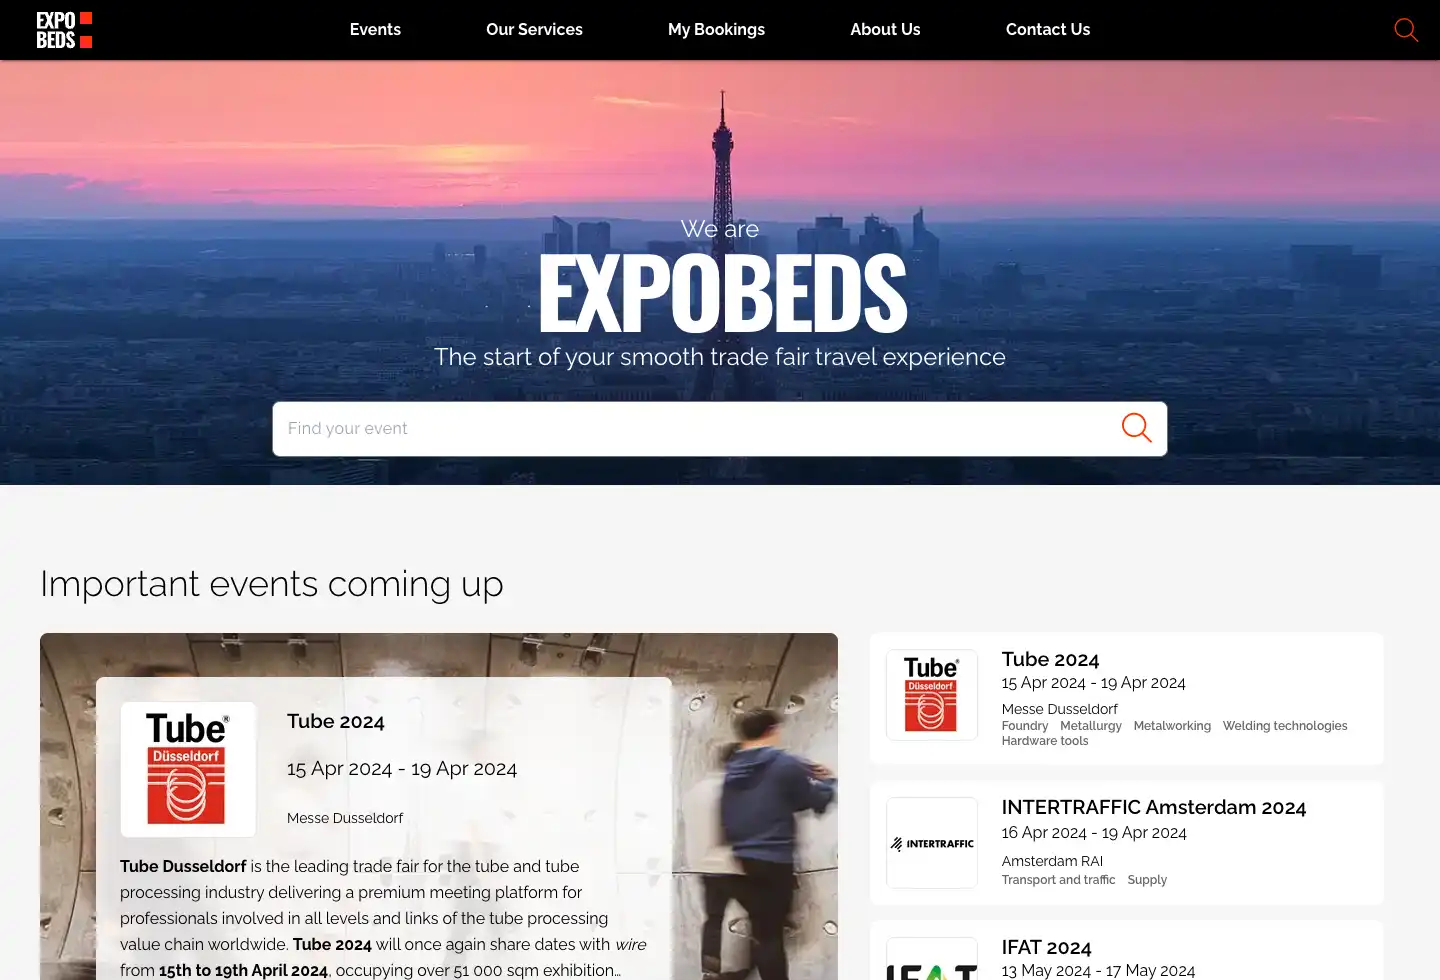 EXPO
BEDS
Events
Our Services
My Bookings
About Us
Contact Us
We are
EXPOBEDS
The start of your smooth trade fair travel experience
Find your event
Important events coming up
Tube®
Düsseldorf
Tube 2024
15 Apr 2024 - 19 Apr 2024
Messe Dusseldorf
Tube Dusseldorf is the leading trade fair for the tube and tube
processing industry delivering a premium meeting platform for
professionals involved in all levels and links of the tube processing
value chain worldwide. Tube 2024 will once again share dates with wire
from 15th to 19th April 2024, occupying over 51 000 sqm exhibition...
Tube®
Düsseldorf
Tube 2024
15 Apr 2024 - 19 Apr 2024
Messe Dusseldorf
Foundry Metallurgy Metalworking Welding technologies
Hardware tools
INTERTRAFFIC
INTERTRAFFIC Amsterdam 2024
16 Apr 2024 - 19 Apr 2024
Amsterdam RAI
Transport and traffic Supply
IFAT
IFAT 2024
13 May 2024 - 17 May 2024